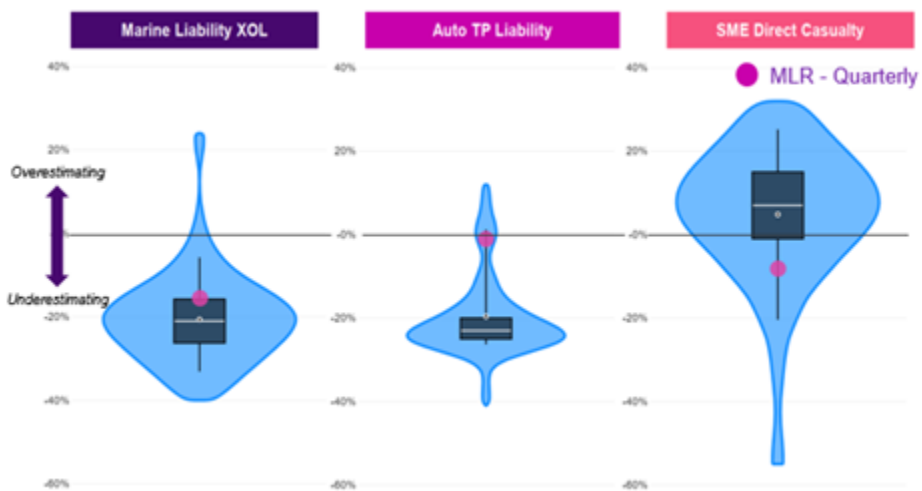 Marine Liability XOL
Auto TP Liability
SME Direct Casualty
MLR - Quarterly
40%
40%
40%
20%
20%
20%
Overestimating
-0%
-0%
Underestimating
-20%
-20%
-20%
-40%
-40%
-40%
-60%
-60%
-60%